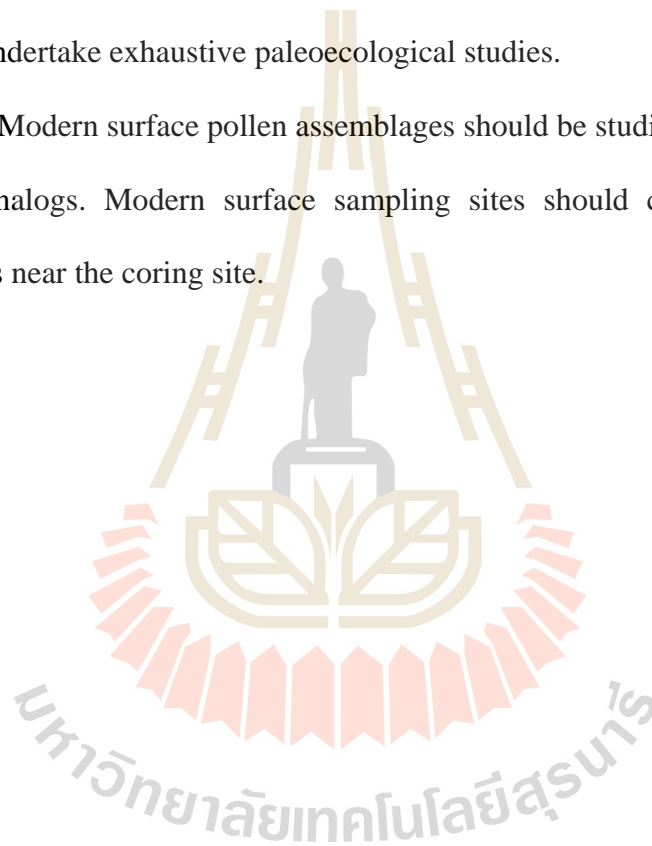 ndertake exhaustive paleoecological studies.
Modern surface pollen assemblages should be studi
nalogs. Modern surface sampling sites should c
s near the coring site.
มหาวิทยาลัยเทคโนโลยีสุรนารี